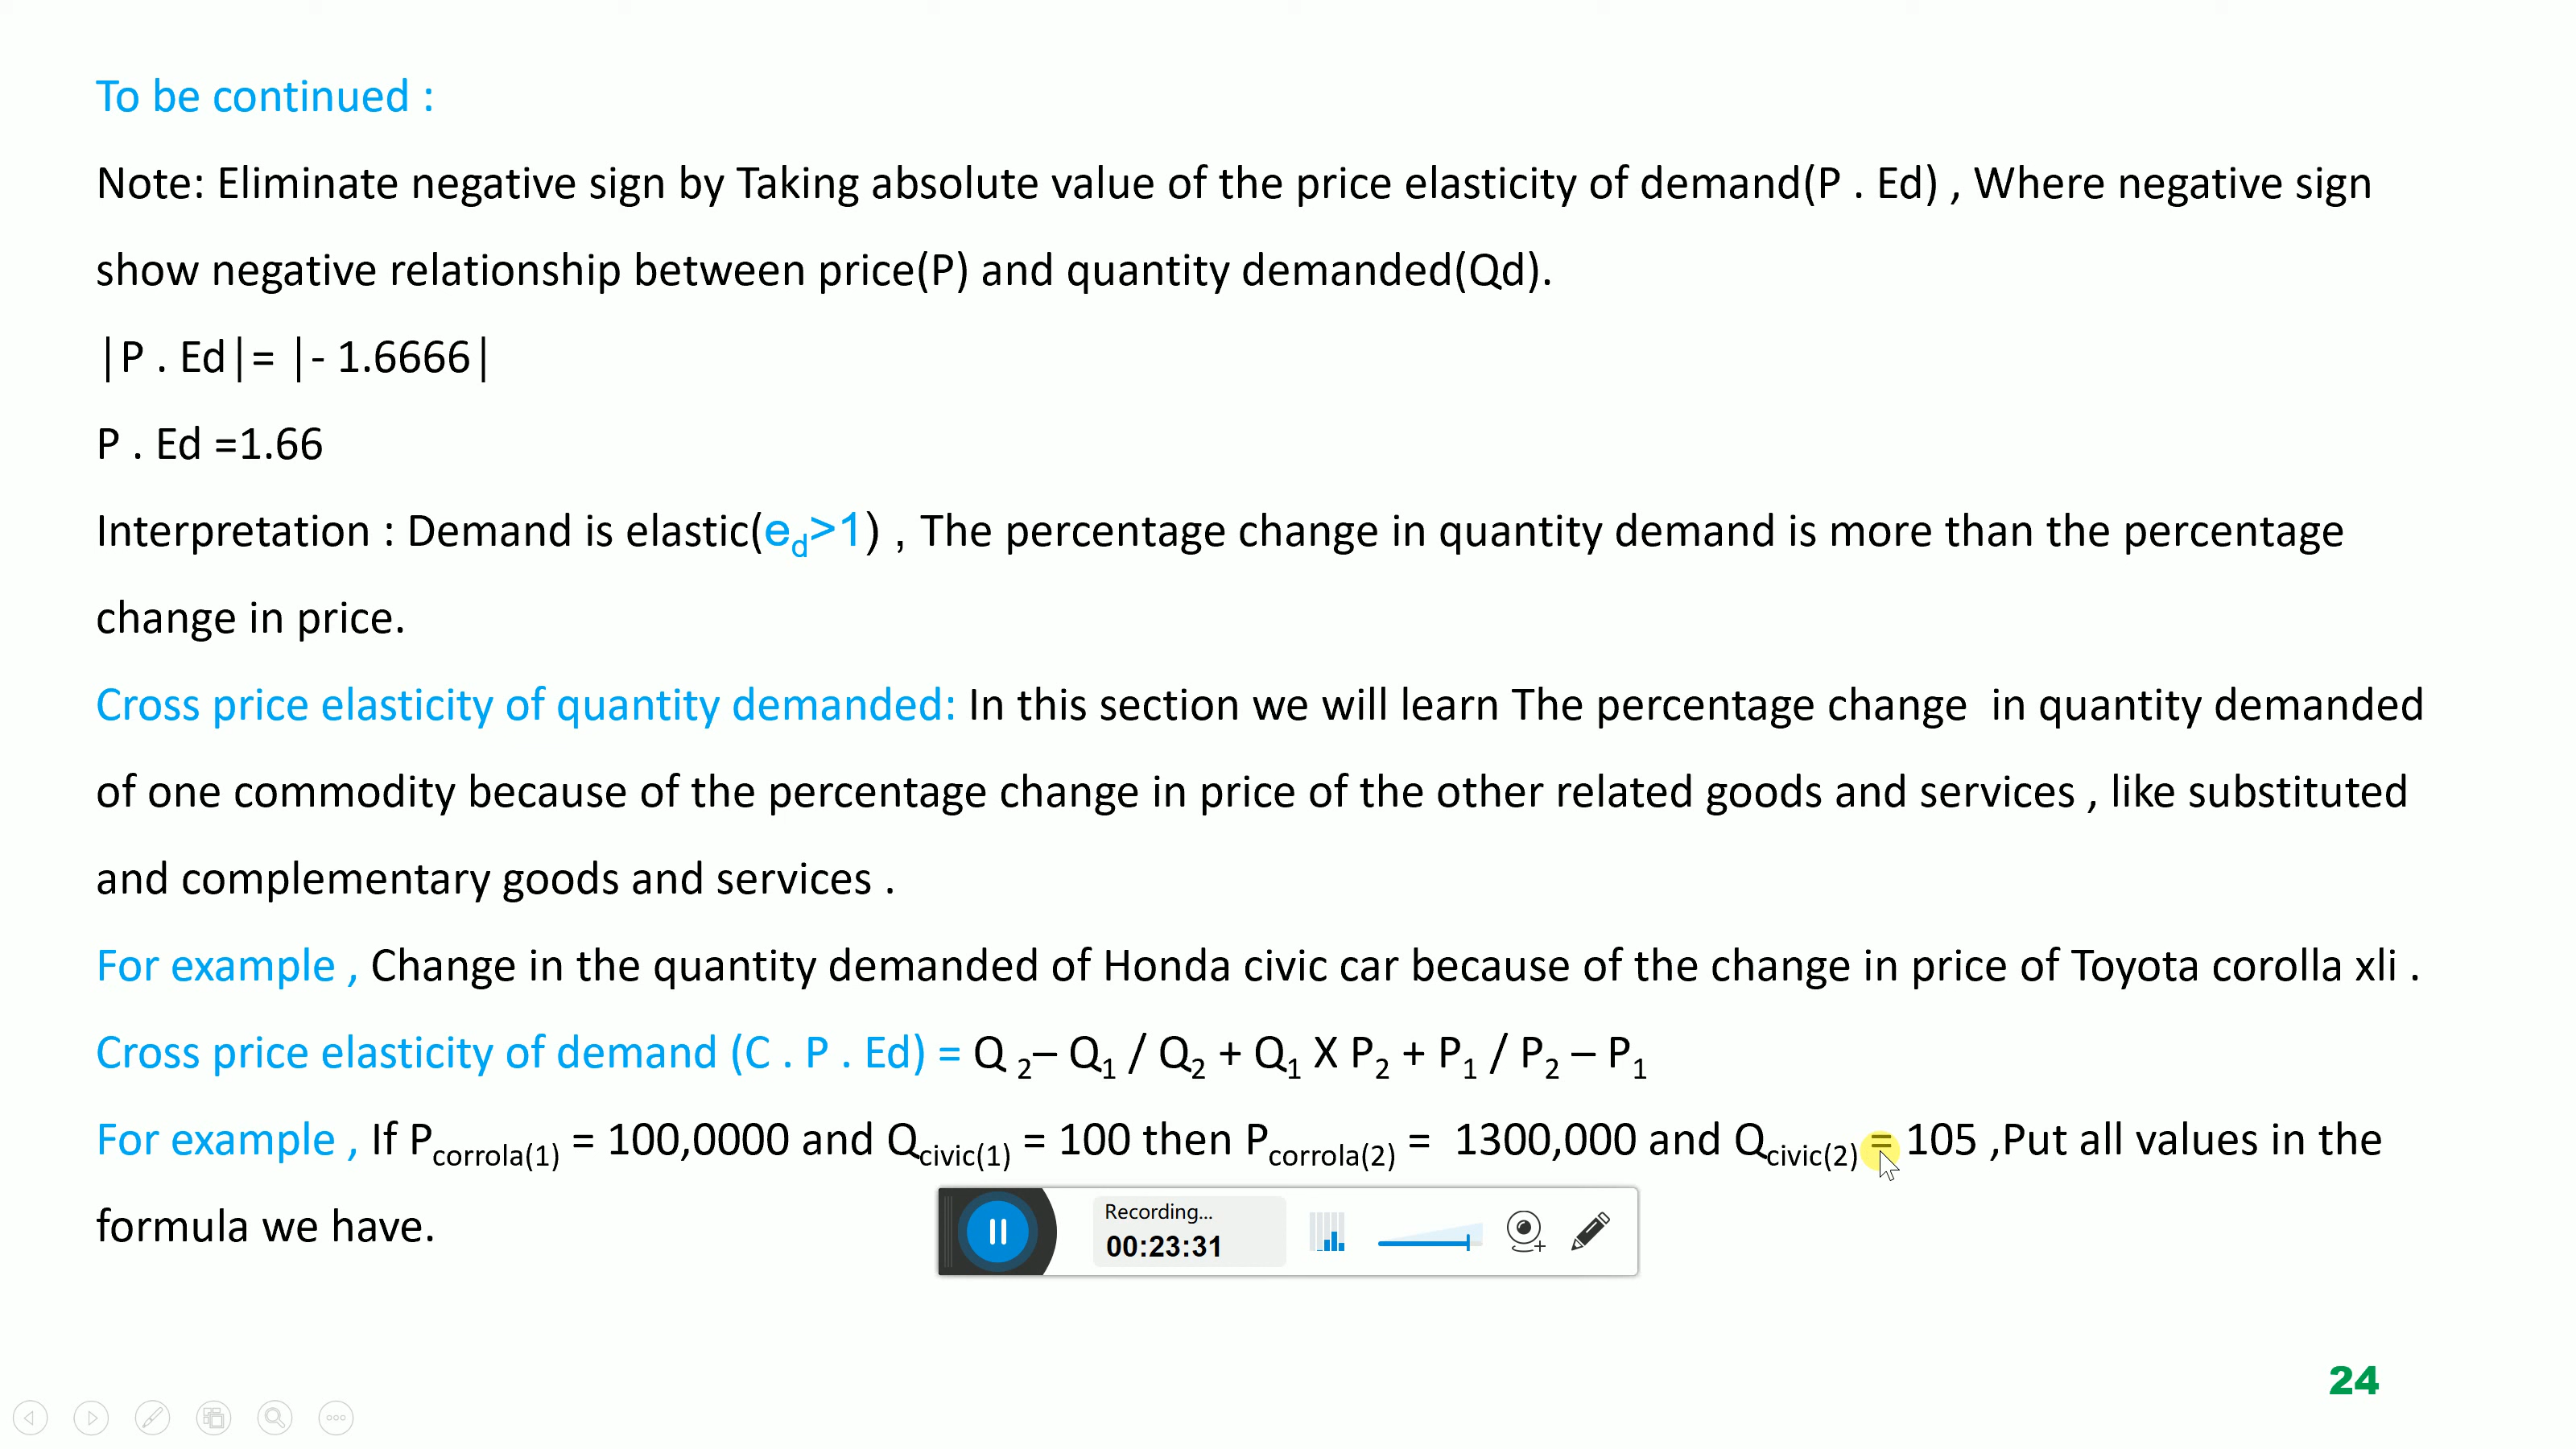 To be continued :
Note: Eliminate negative sign by Taking absolute value of the price elasticity of demand(P . Ed) , Where negative sign
show negative relationship between price(P) and quantity demanded(Qd).
|P . Ed|= |- 1.6666|
P . Ed =1.66
Interpretation : Demand is elastic(ed>1) , The percentage change in quantity demand is more than the percentage
change in price.
Cross price elasticity of quantity demanded: In this section we will learn The percentage change  in quantity demanded
of one commodity because of the percentage change in price of the other related goods and services , like substituted
and complementary goods and services .
For example , Change in the quantity demanded of Honda civic car because of the change in price of Toyota corolla xli .
Cross price elasticity of demand (C . P . Ed) = Q 2– Q1 / Q2 + Q1 X P2 + P1 / P2 – P1
For example , If Pcorrola(1) = 100,0000 and Qcivic(1) = 100 then Pcorrola(2) =  1300,000 and Qcivic(2) = 105 ,Put all values in the
formula we have.
Recording...
00:23:31
24